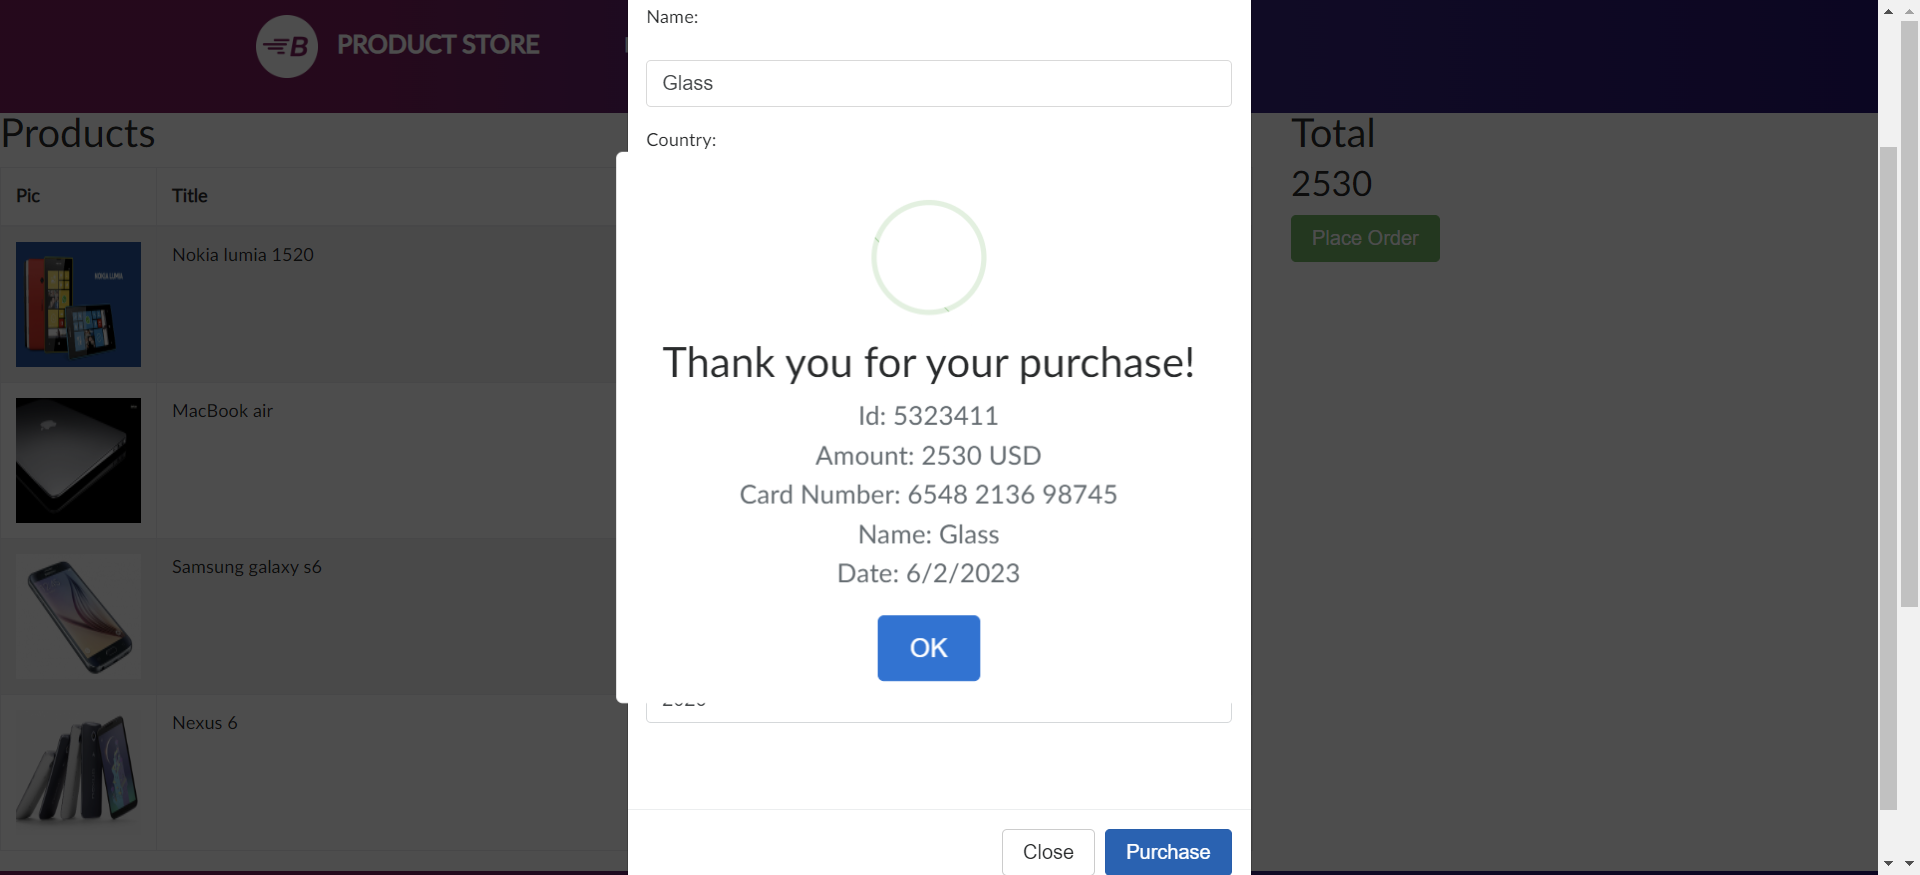 B PRODUCT STORE
Products
Pic Title
Nokia lumia 1520
NOKIA LUMIA
MacBook air
Samsung galaxy s6
Nexus 6
Name:
Glass
Country:
Thank you for your purchase!
Id: 5323411
Amount: 2530 USD
Card Number: 6548 2136 98745
Name: Glass
Date: 6/2/2023
OK
Close Purchase
Total
2530
Place Order